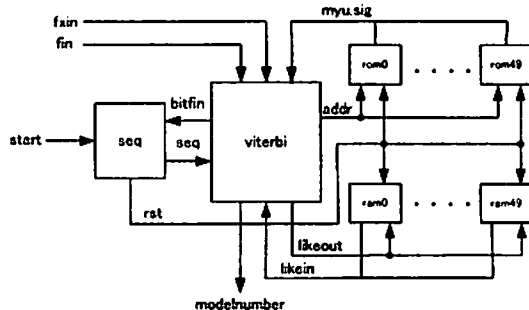 myu.sig
fxin
fin
rom0 . . . . rom49
bitfin
addr
start
seq
seq
viterbi
rst
ram0 . . . . ram49
likeout
likein
modelnumber